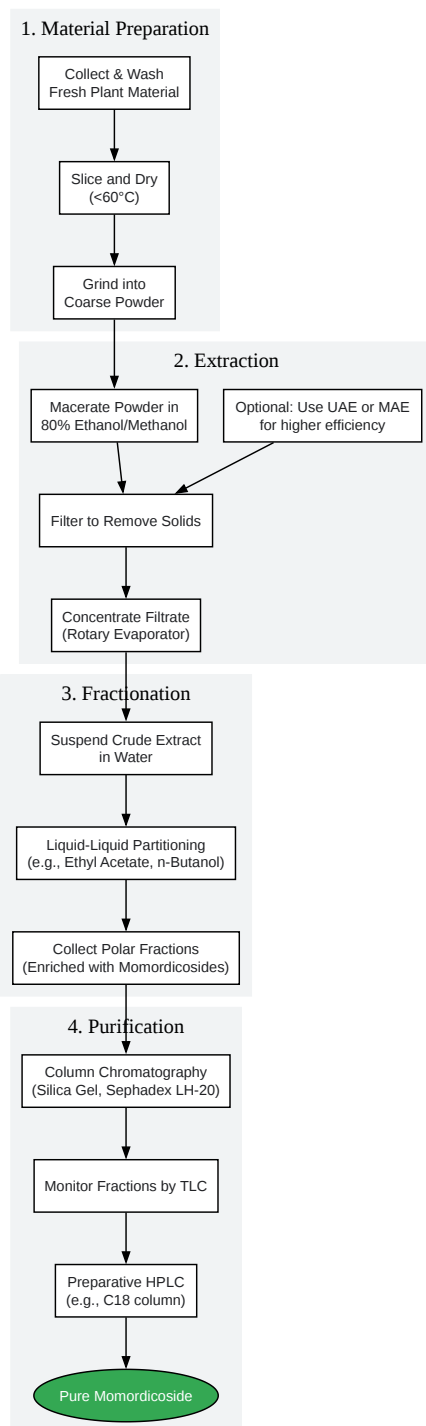 1. Material Preparation
Collect & Wash
Fresh Plant Material
Slice and Dry
(<60°C)
Grind into
Coarse Powder
2. Extraction
Macerate Powder in
80% Ethanol/Methanol
Optional: Use UAE or MAE
for higher efficiency
Filter to Remove Solids
Concentrate Filtrate
(Rotary Evaporator)
3. Fractionation
Suspend Crude Extract
in Water
Liquid-Liquid Partitioning
(e.g., Ethyl Acetate, n-Butanol)
Collect Polar Fractions
(Enriched with Momordicosides)
4. Purification
Column Chromatography
(Silica Gel, Sephadex LH-20)
Monitor Fractions by TLC
Preparative HPLC
(e.g., C18 column)
Pure Momordicoside